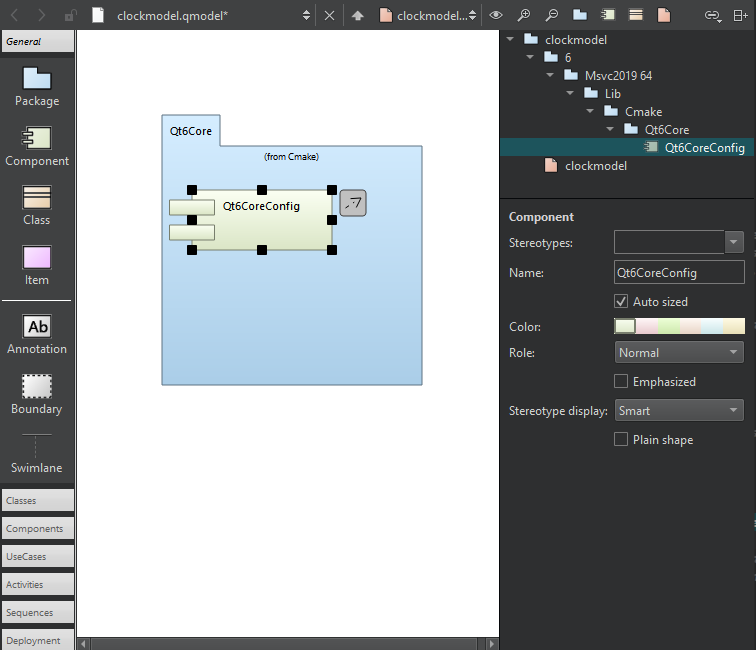 clockmodel.qmodel*
clockmodel...
General
Package
Component
Class
Item
Ab
Annotation
Boundary
Swimlane
Classes
Components
UseCases
Activities
Sequences
Deployment
Qt6Core
(from Cmake)
Qt6CoreConfig
clockmodel
6
Msvc2019 64
Lib
Cmake
Qt6Core
Qt6CoreConfig
clockmodel
Component
Stereotypes:
Name: Qt6CoreConfig
Auto sized
Color:
Role: Normal
Emphasized
Stereotype display: Smart
Plain shape